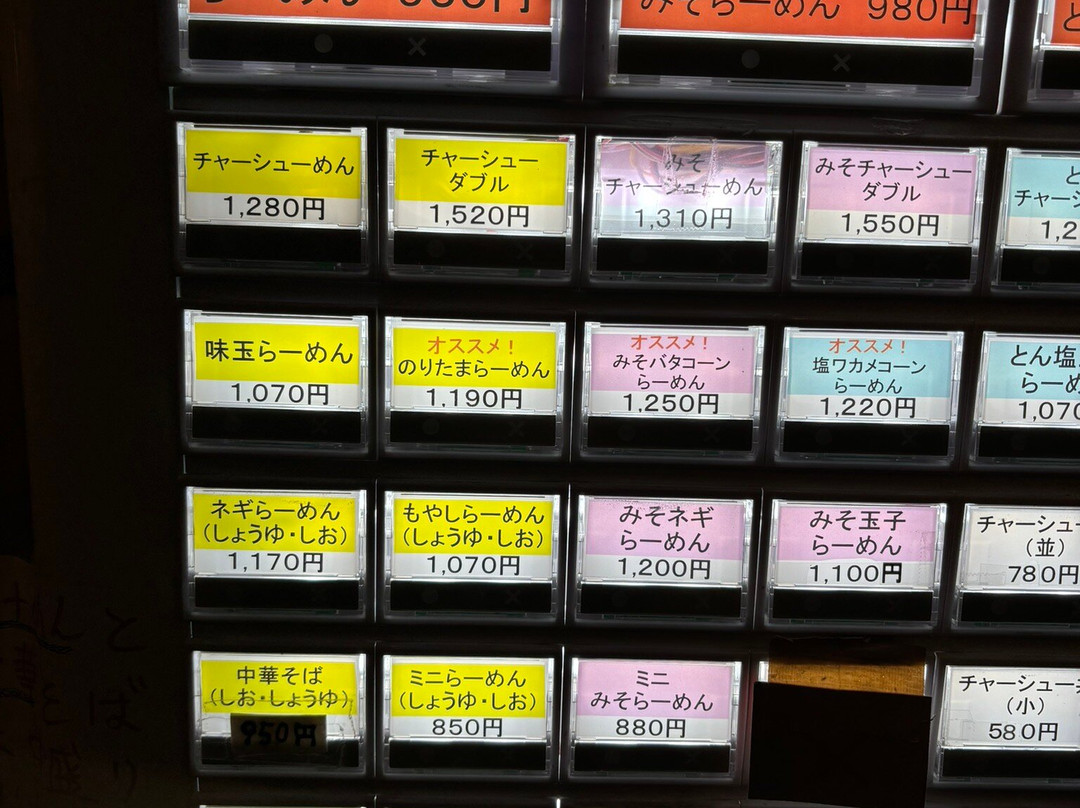 みそらーめん 980円
チャーシューめん
1,280円
チャーシュー
ダブル
1,520円
みそ
チャーシューめん
1,310円
みそチャーシュー
ダブル
1,550円
味玉らーめん
1,070円
オススメ！
のりたまらーめん
1,190円
オススメ！
みそバタコーン
らーめん
1,250円
オススメ！
塩ワカメコーン
らーめん
1,220円
とん塩
ネギらーめん
（しょうゆ・しお）
1,170円
もやしらーめん
（しょうゆ・しお）
1,070円
みそネギ
らーめん
1,200円
みそ玉子
らーめん
1,100円
チャーシュー
（並）
780円
中華そば
（しお・しょうゆ）
950円
ミニらーめん
（しょうゆ・しお）
850円
ミニ
みそらーめん
880円
チャーシュー
（小）
580円